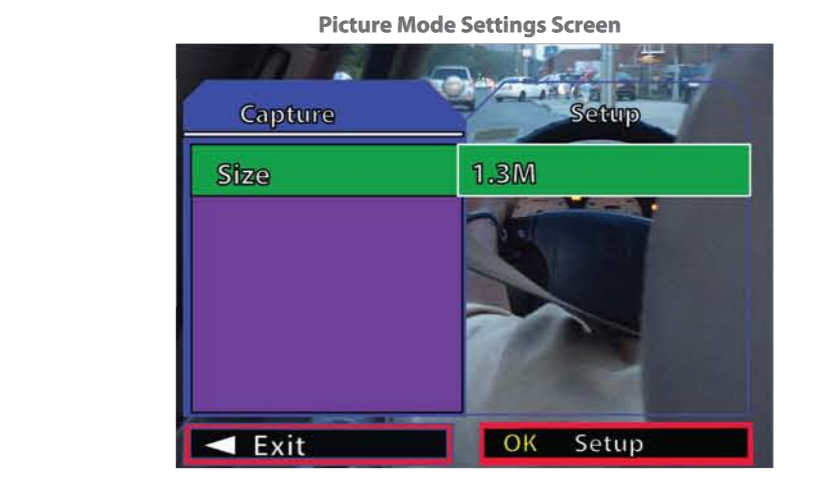 Picture Mode Settings Screen
Capture Setup
Size 1.3M
◄ Exit OK Setup